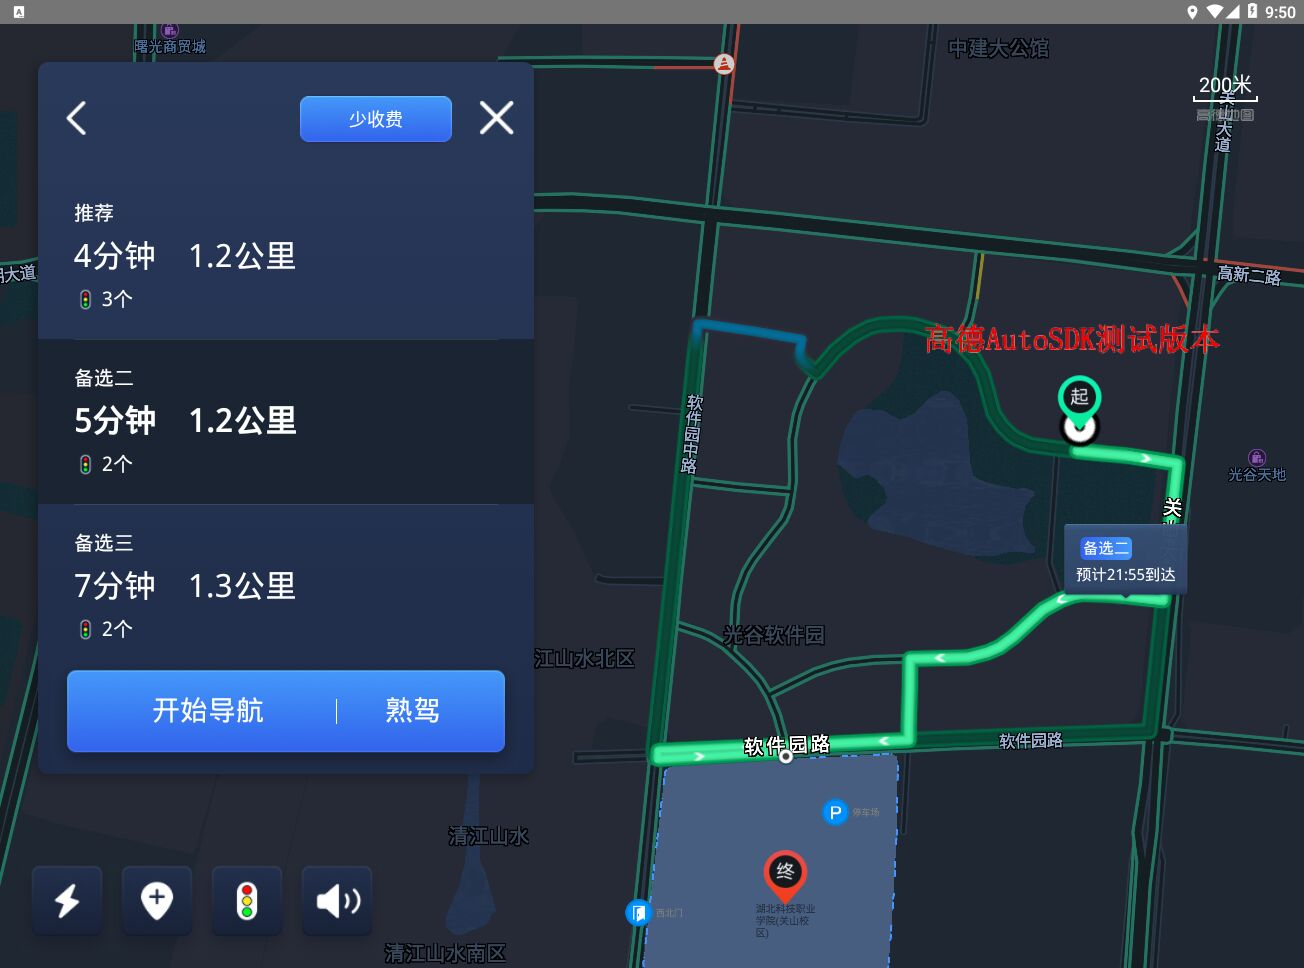 9:50
曙光商贸城
中建大公馆
200米
高德地图
关山大道
少收费
推荐
4分钟 1.2公里
3个
备选二
5分钟 1.2公里
2个
备选三
7分钟 1.3公里
2个
开始导航 熟驾
高新二路
高德AutoSDK测试版本
起
软件园中路
光谷天地
关
备选二
预计21:55到达
光谷软件园
江山水北区
软件园路
软件园路
P 停车场
清江山水
终
湖北科技职业
学院(关山校
区)
西北门
清江山水南区